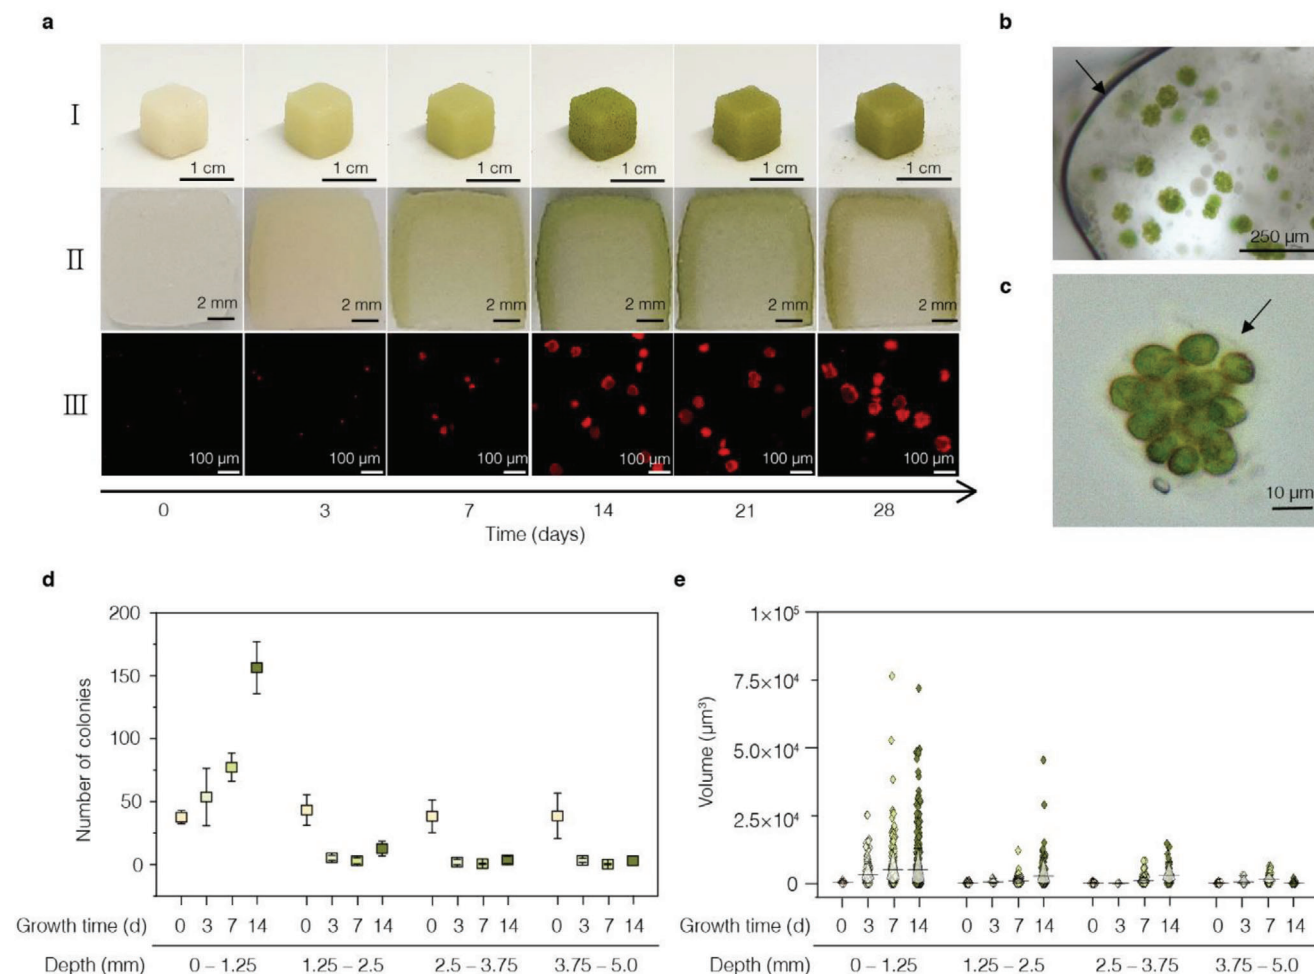 a
I
1 cm 1 cm 1 cm 1 cm 1 cm 1 cm
II
2 mm 2 mm 2 mm 2 mm 2 mm 2 mm
III
100 µm 100 µm 100 µm 100 µm 100 µm 100 µm
0 3 7 14 21 28
Time (days)
b
250 µm
c
10 µm
d
Number of colonies
200
150
100
50
0
Growth time (d) 0 3 7 14 0 3 7 14 0 3 7 14 0 3 7 14
Depth (mm) 0 – 1.25 1.25 – 2.5 2.5 – 3.75 3.75 – 5.0
e
Volume (µm³)
1×10⁵
7.5×10⁴
5.0×10⁴
2.5×10⁴
0
Growth time (d) 0 3 7 14 0 3 7 14 0 3 7 14 0 3 7 14
Depth (mm) 0 – 1.25 1.25 – 2.5 2.5 – 3.75 3.75 – 5.0